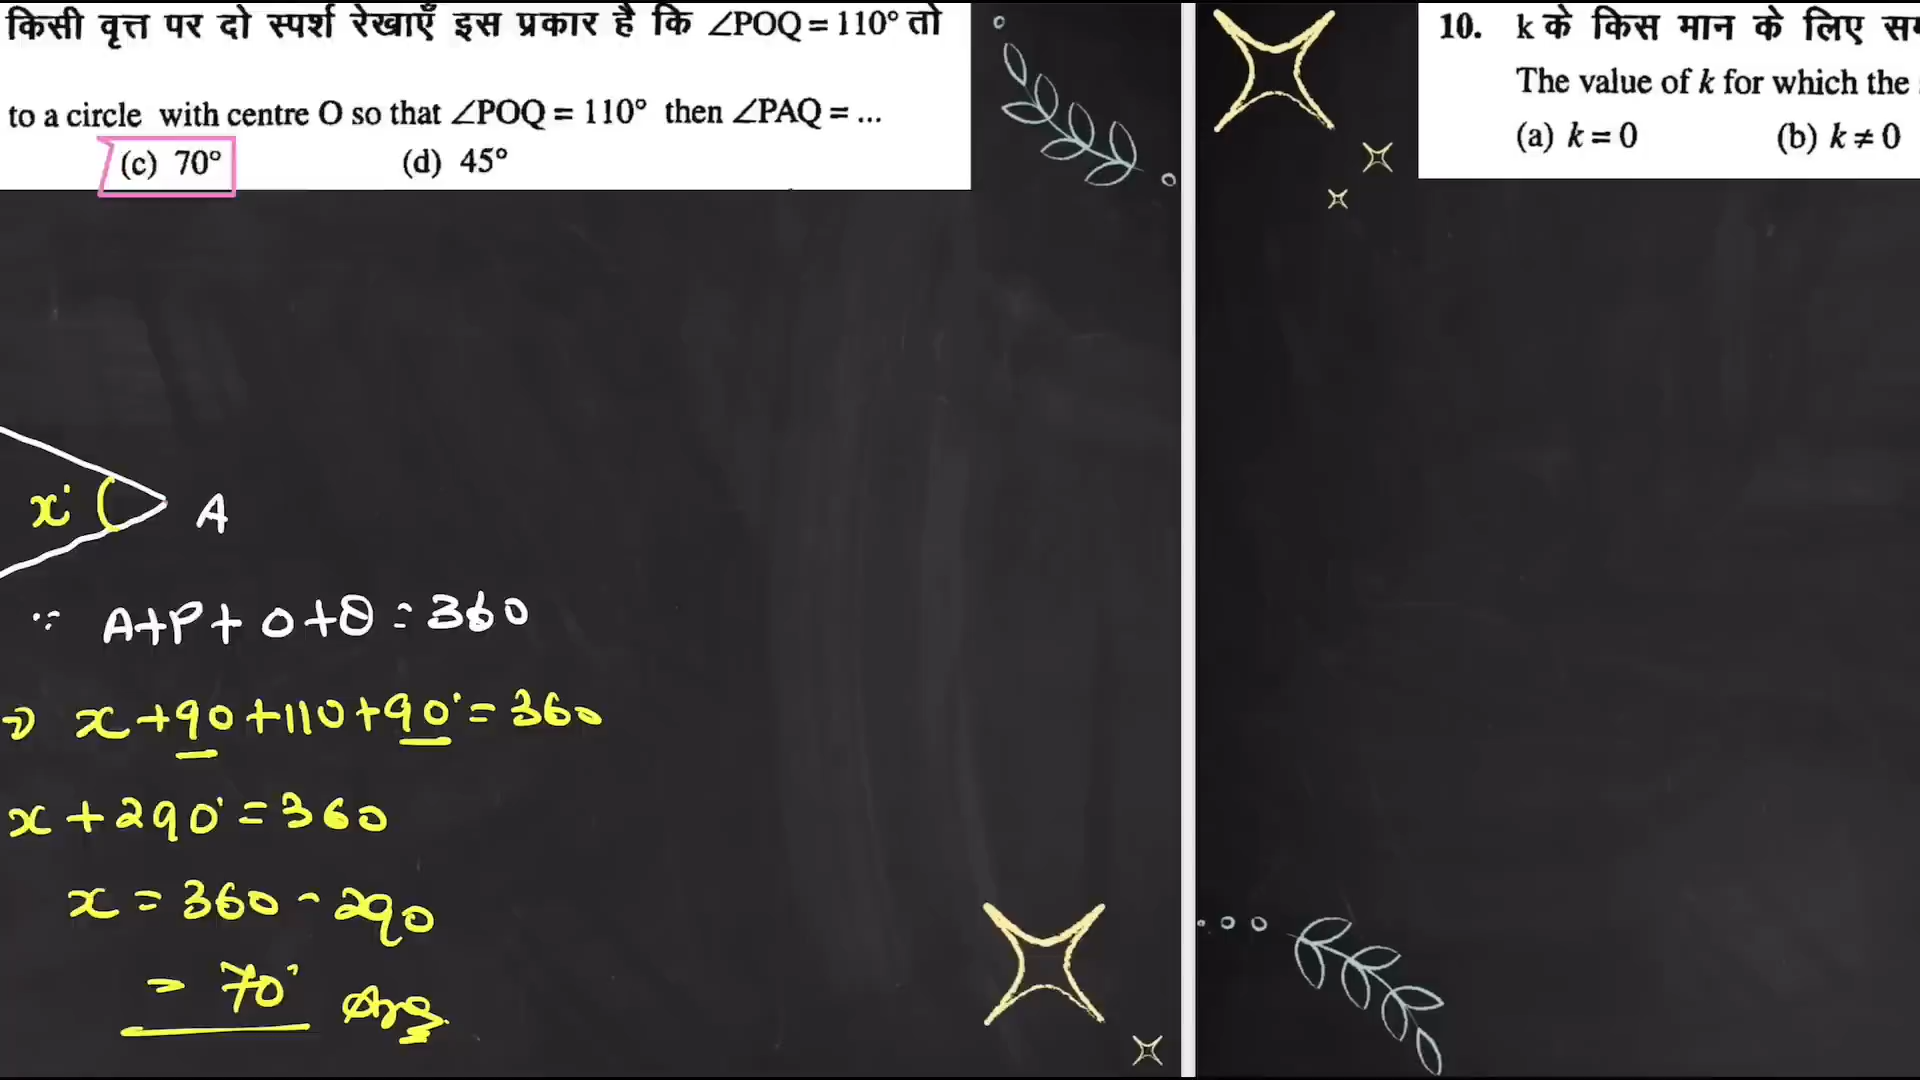 किसी वृत्त पर दो स्पर्श रेखाएँ इस प्रकार है कि ∠POQ = 110° तो
to a circle with centre O so that ∠POQ = 110° then ∠PAQ = ...
(c) 70° (d) 45°
x° A
∵ A+P+O+Q = 360
⇒ x + 90 + 110 + 90° = 360
x + 290° = 360
x = 360 - 290
= 70° Ans
10. k के किस मान के लिए
The value of k for which the
(a) k = 0 (b) k ≠ 0